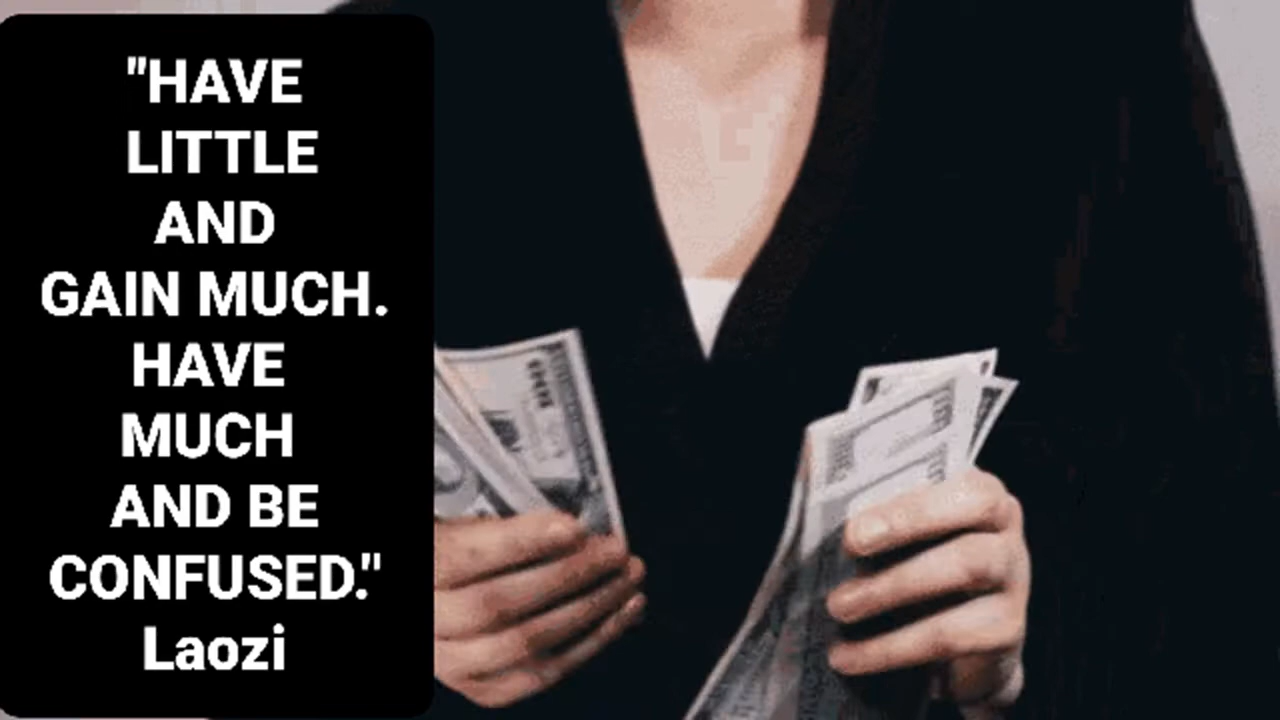 "HAVE
LITTLE
AND
GAIN MUCH.
HAVE
MUCH
AND BE
CONFUSED."
Laozi